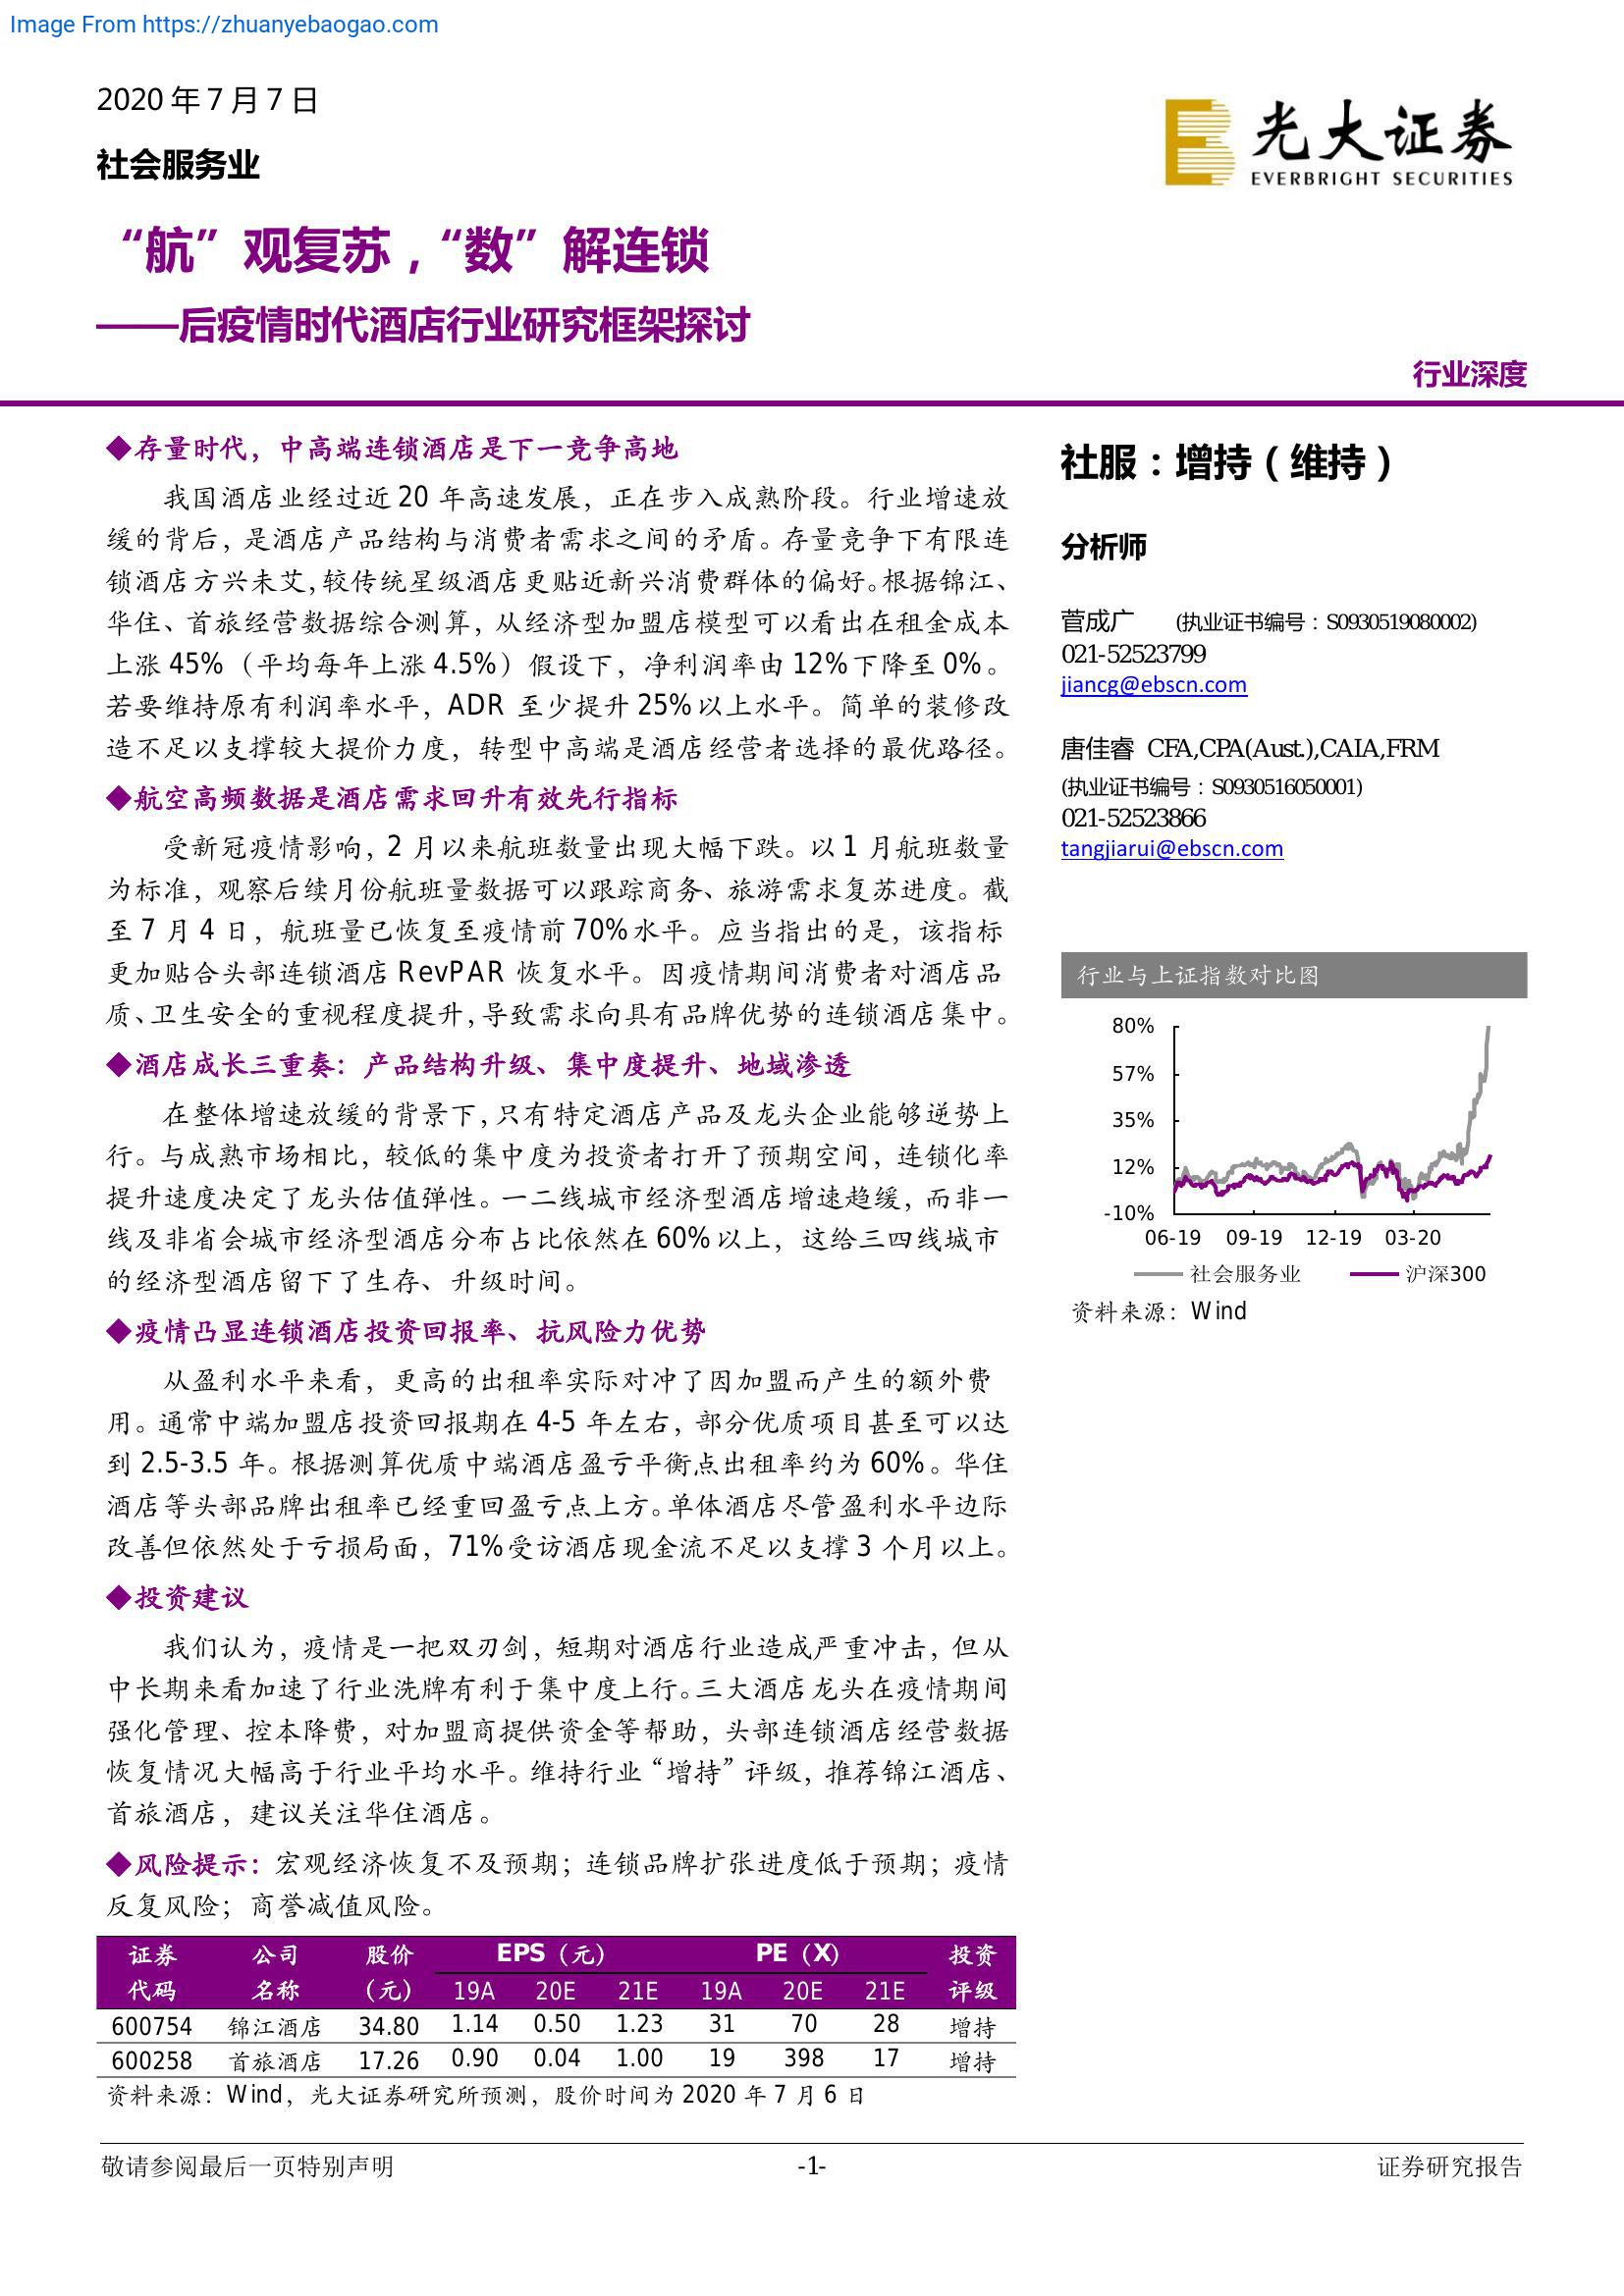 Image From https://zhuanyebaogao.com
2020 年 7 月 7 日
社会服务业
光大证券
EVERBRIGHT SECURITIES
“航”观复苏，“数”解连锁
——后疫情时代酒店行业研究框架探讨
行业深度
◆存量时代，中高端连锁酒店是下一竞争高地
我国酒店业经过近 20 年高速发展，正在步入成熟阶段。行业增速放
缓的背后，是酒店产品结构与消费者需求之间的矛盾。存量竞争下有限连
锁酒店方兴未艾，较传统星级酒店更贴近新兴消费群体的偏好。根据锦江、
华住、首旅经营数据综合测算，从经济型加盟店模型可以看出在租金成本
上涨 45%（平均每年上涨 4.5%）假设下，净利润率由 12%下降至 0%。
若要维持原有利润率水平，ADR 至少提升 25%以上水平。简单的装修改
造不足以支撑较大提价力度，转型中高端是酒店经营者选择的最优路径。
◆航空高频数据是酒店需求回升有效先行指标
受新冠疫情影响，2 月以来航班数量出现大幅下跌。以 1 月航班数量
为标准，观察后续月份航班量数据可以跟踪商务、旅游需求复苏进度。截
至 7 月 4 日，航班量已恢复至疫情前 70%水平。应当指出的是，该指标
更加贴合头部连锁酒店 RevPAR 恢复水平。因疫情期间消费者对酒店品
质、卫生安全的重视程度提升，导致需求向具有品牌优势的连锁酒店集中。
◆酒店成长三重奏：产品结构升级、集中度提升、地域渗透
在整体增速放缓的背景下，只有特定酒店产品及龙头企业能够逆势上
行。与成熟市场相比，较低的集中度为投资者打开了预期空间，连锁化率
提升速度决定了龙头估值弹性。一二线城市经济型酒店增速趋缓，而非一
线及非省会城市经济型酒店分布占比依然在 60%以上，这给三四线城市
的经济型酒店留下了生存、升级时间。
◆疫情凸显连锁酒店投资回报率、抗风险力优势
从盈利水平来看，更高的出租率实际对冲了因加盟而产生的额外费
用。通常中端加盟店投资回报期在 4-5 年左右，部分优质项目甚至可以达
到 2.5-3.5 年。根据测算优质中端酒店盈亏平衡点出租率约为 60%。华住
酒店等头部品牌出租率已经重回盈亏点上方。单体酒店尽管盈利水平边际
改善但依然处于亏损局面，71%受访酒店现金流不足以支撑 3 个月以上。
◆投资建议
我们认为，疫情是一把双刃剑，短期对酒店行业造成严重冲击，但从
中长期来看加速了行业洗牌有利于集中度上行。三大酒店龙头在疫情期间
强化管理、控本降费，对加盟商提供资金等帮助，头部连锁酒店经营数据
恢复情况大幅高于行业平均水平。维持行业“增持”评级，推荐锦江酒店、
首旅酒店，建议关注华住酒店。
◆风险提示：宏观经济恢复不及预期；连锁品牌扩张进度低于预期；疫情
反复风险；商誉减值风险。
证券 公司 股价 EPS（元） PE（X） 投资
代码 名称 （元） 19A 20E 21E 19A 20E 21E 评级
600754 锦江酒店 34.80 1.14 0.50 1.23 31 70 28 增持
600258 首旅酒店 17.26 0.90 0.04 1.00 19 398 17 增持
资料来源：Wind，光大证券研究所预测，股价时间为 2020 年 7 月 6 日
社服：增持（维持）
分析师
菅成广 (执业证书编号：S0930519080002)
021-52523799
jiancg@ebscn.com
唐佳睿 CFA,CPA(Aust.),CAIA,FRM
(执业证书编号：S0930516050001)
021-52523866
tangjiarui@ebscn.com
行业与上证指数对比图
80%
57%
35%
12%
-10%
06-19 09-19 12-19 03-20
社会服务业 沪深300
资料来源：Wind
敬请参阅最后一页特别声明 -1- 证券研究报告